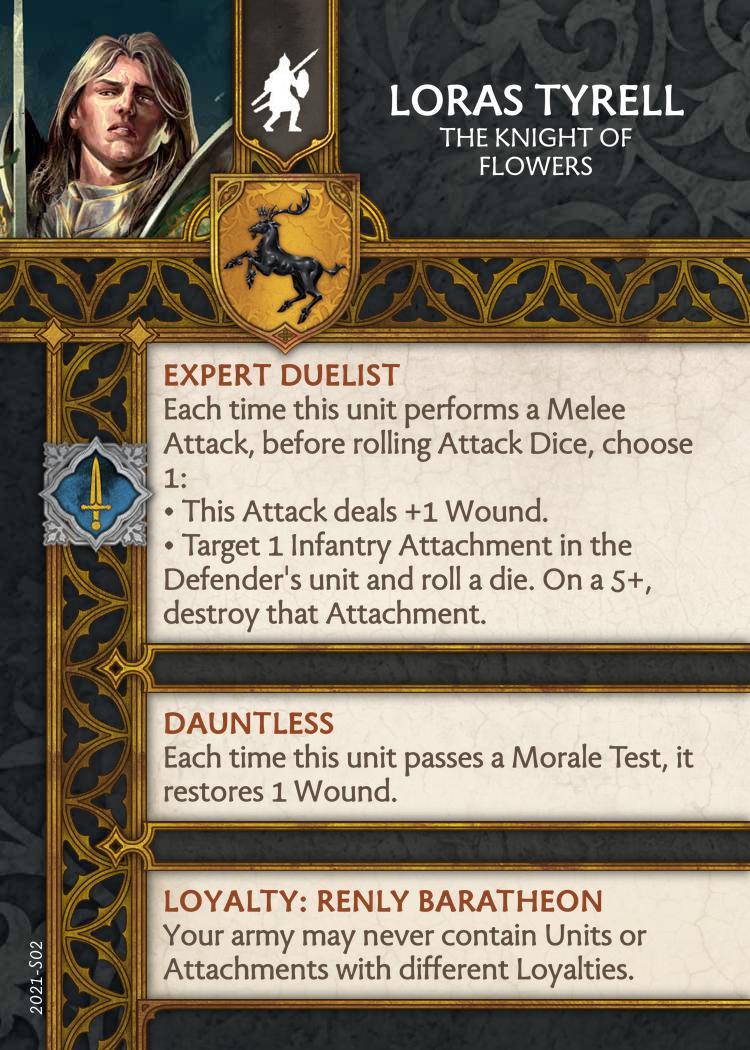 LORAS TYRELL
THE KNIGHT OF
FLOWERS
EXPERT DUELIST
Each time this unit performs a Melee
Attack, before rolling Attack Dice, choose
1:
• This Attack deals +1 Wound.
• Target 1 Infantry Attachment in the
Defender's unit and roll a die. On a 5+,
destroy that Attachment.
DAUNTLESS
Each time this unit passes a Morale Test, it
restores 1 Wound.
LOYALTY: RENLY BARATHEON
Your army may never contain Units or
Attachments with different Loyalties.
2021-S02